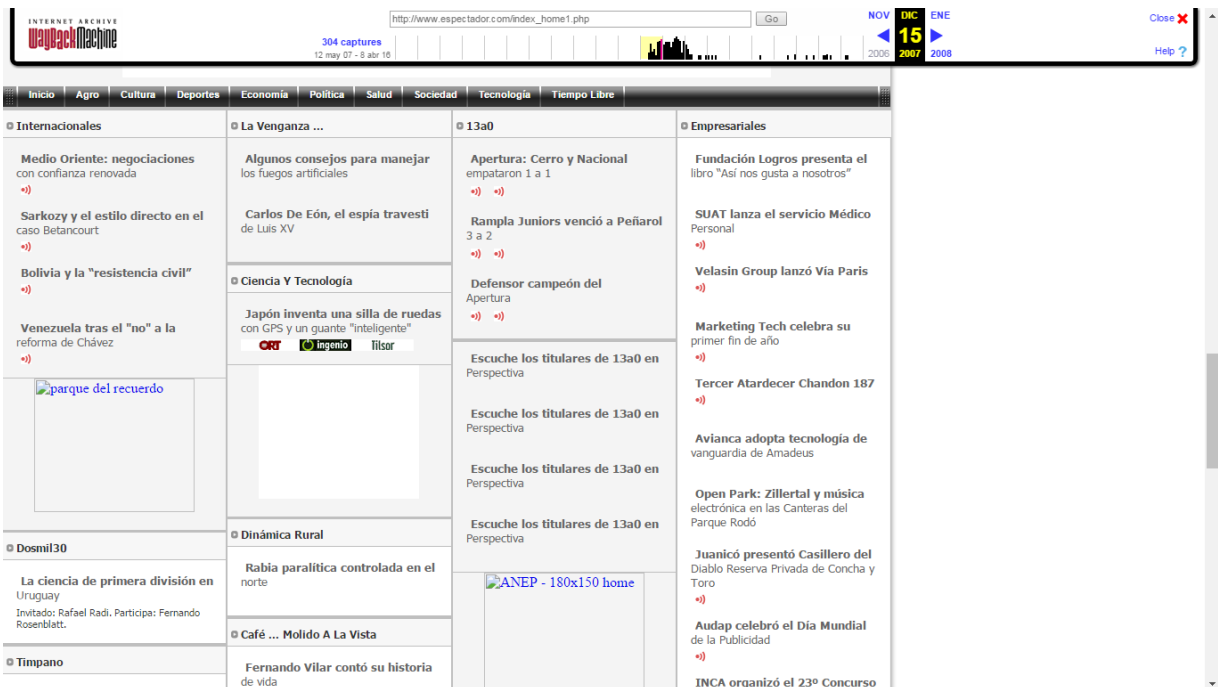 INTERNET ARCHIVE
WayBackMachine
http://www.espectador.com/index_home1.php
Go
304 captures
12 may 07 - 8 abr 16
NOV DIC ENE
15
2006 2007 2008
Close
Help ?
Inicio Agro Cultura Deportes Economía Política Salud Sociedad Tecnología Tiempo Libre
Internacionales
Medio Oriente: negociaciones
con confianza renovada
Sarkozy y el estilo directo en el
caso Betancourt
Bolivia y la "resistencia civil"
Venezuela tras el "no" a la
reforma de Chávez
parque del recuerdo
Dosmil30
La ciencia de primera división en
Uruguay
Invitado: Rafael Radi. Participa: Fernando
Rosenblatt.
Timpano
La Venganza ...
Algunos consejos para manejar
los fuegos artificiales
Carlos De Eón, el espía travesti
de Luis XV
Ciencia Y Tecnología
Japón inventa una silla de ruedas
con GPS y un guante "inteligente"
ORT ingenio Tilsor
Dinámica Rural
Rabia paralítica controlada en el
norte
Café ... Molido A La Vista
Fernando Vilar contó su historia
de vida
13a0
Apertura: Cerro y Nacional
empataron 1 a 1
Rampla Juniors venció a Peñarol
3 a 2
Defensor campeón del
Apertura
Escuche los titulares de 13a0 en
Perspectiva
Escuche los titulares de 13a0 en
Perspectiva
Escuche los titulares de 13a0 en
Perspectiva
Escuche los titulares de 13a0 en
Perspectiva
ANEP - 180x150 home
Empresariales
Fundación Logros presenta el
libro "Así nos gusta a nosotros"
SUAT lanza el servicio Médico
Personal
Velasin Group lanzó Vía Paris
Marketing Tech celebra su
primer fin de año
Tercer Atardecer Chandon 187
Avianca adopta tecnología de
vanguardia de Amadeus
Open Park: Zillertal y música
electrónica en las Canteras del
Parque Rodó
Juanicó presentó Casillero del
Diablo Reserva Privada de Concha y
Toro
Audap celebró el Día Mundial
de la Publicidad
INCA organizó el 23º Concurso